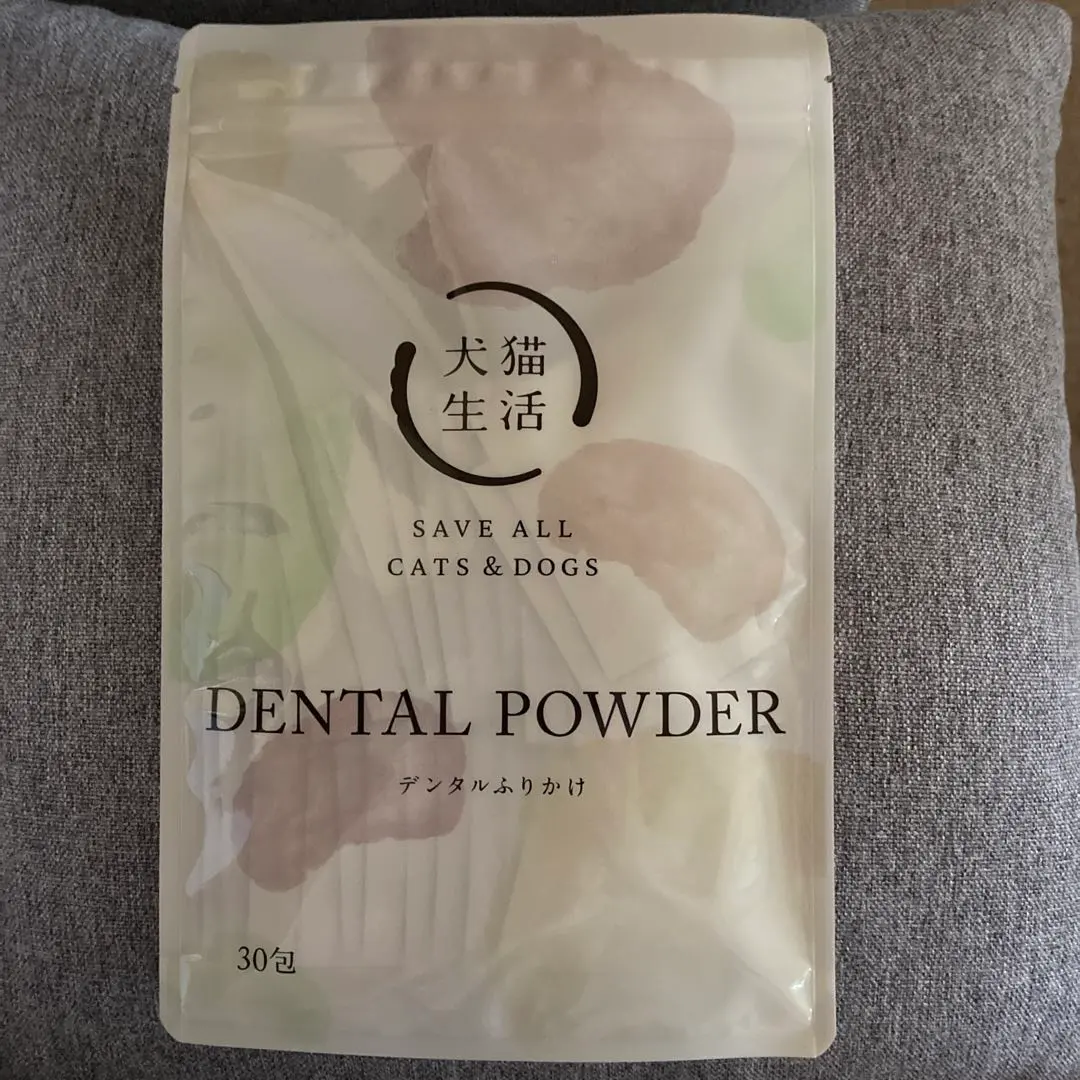 犬猫
生活
SAVE ALL
CATS & DOGS
DENTAL POWDER
デンタルふりかけ
30包